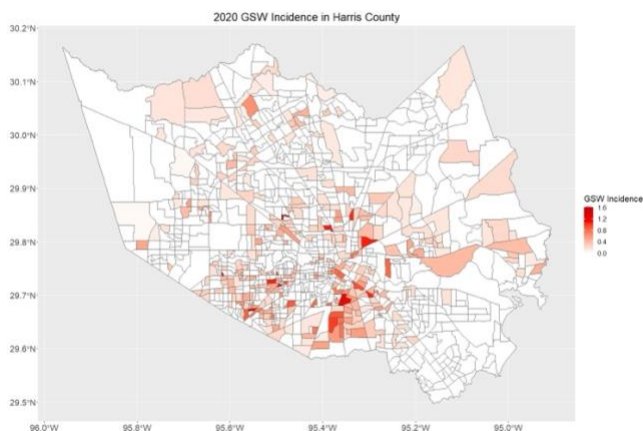 2020 GSW Incidence in Harris County
30.2°N
30.1°N
30.0°N
29.9°N
29.8°N
29.7°N
29.6°N
29.5°N
96.0°W 95.8°W 95.6°W 95.4°W 95.2°W 95.0°W
GSW Incidence
1.6
1.2
0.8
0.4
0.0